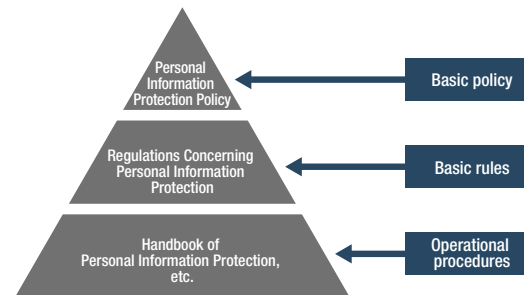 Personal
Information
Protection Policy
Basic policy
Regulations Concerning
Personal Information
Protection
Basic rules
Handbook of
Personal Information Protection,
etc.
Operational
procedures